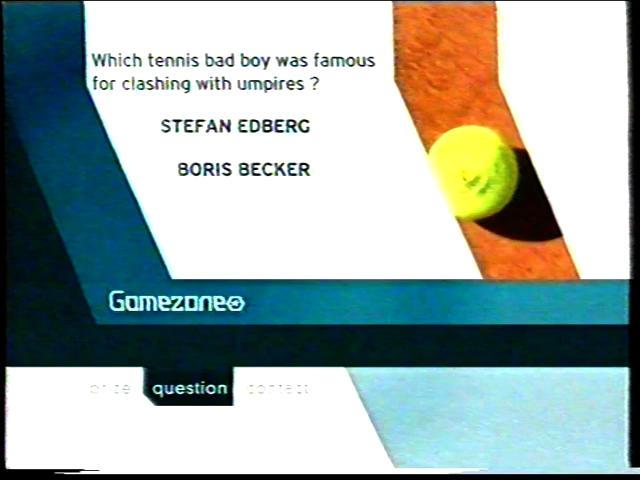 Which tennis bad boy was famous
for clashing with umpires ?
STEFAN EDBERG
BORIS BECKER
Gamezone
question